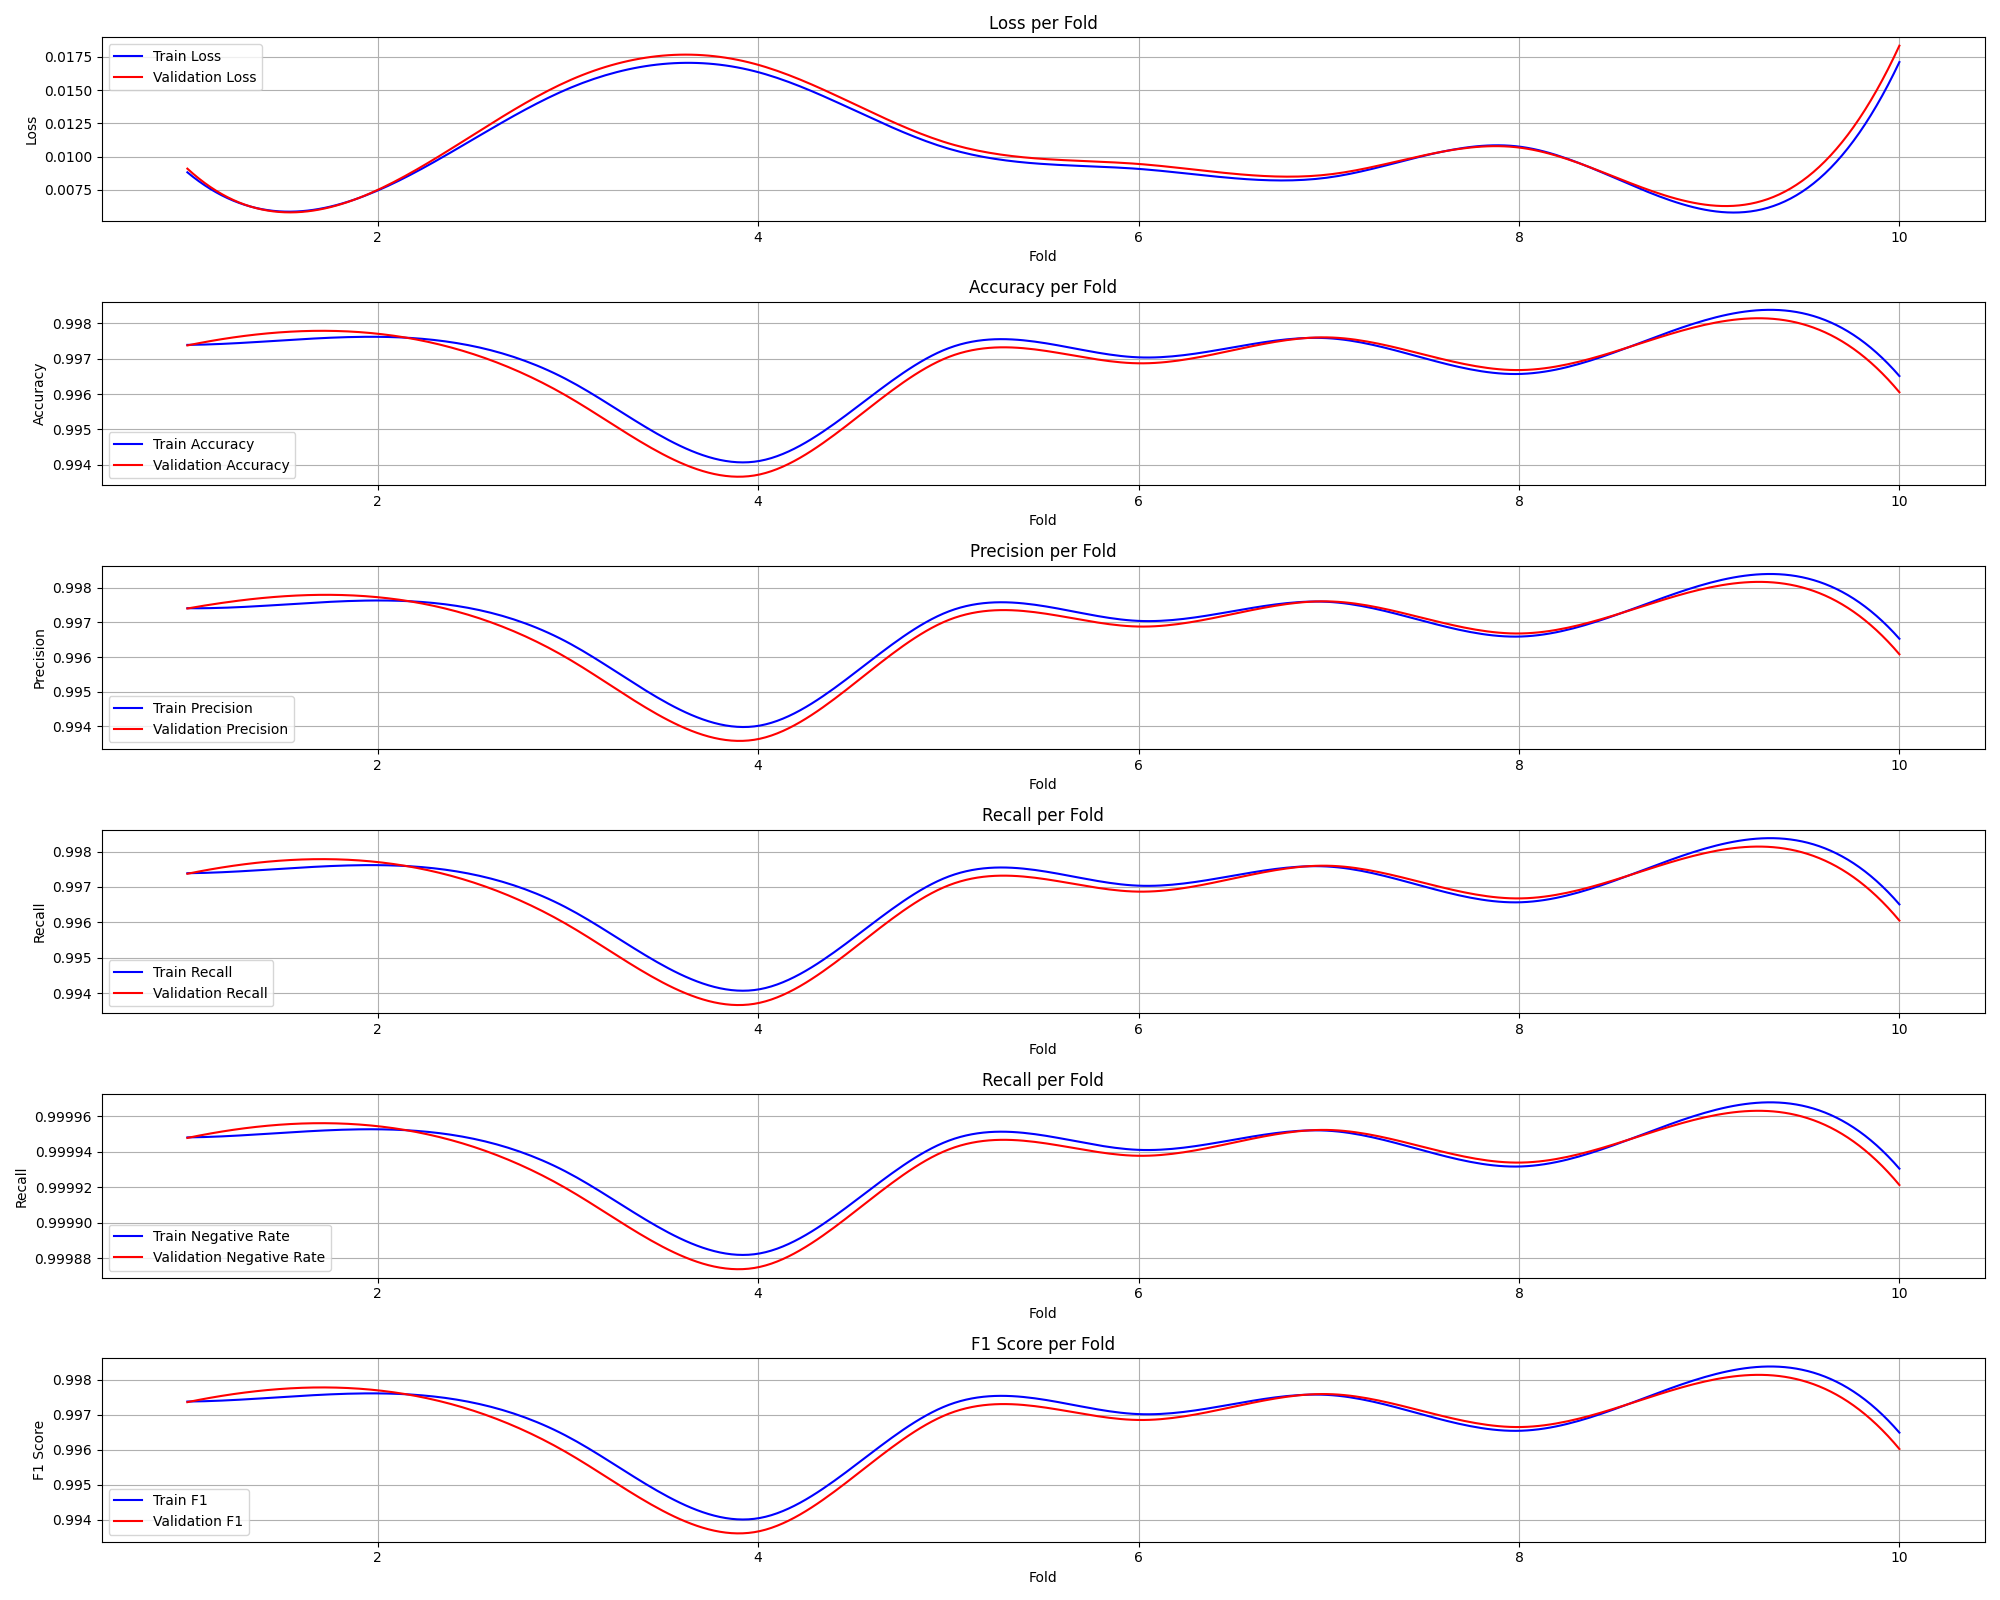 Loss per Fold
Train Loss
Validation Loss
Loss
0.0175
0.0150
0.0125
0.0100
0.0075
2 4 6 8 10
Fold
Accuracy per Fold
Accuracy
0.998
0.997
0.996
0.995
0.994
Train Accuracy
Validation Accuracy
2 4 6 8 10
Fold
Precision per Fold
Precision
0.998
0.997
0.996
0.995
0.994
Train Precision
Validation Precision
2 4 6 8 10
Fold
Recall per Fold
Recall
0.998
0.997
0.996
0.995
0.994
Train Recall
Validation Recall
2 4 6 8 10
Fold
Recall per Fold
Recall
0.99996
0.99994
0.99992
0.99990
0.99988
Train Negative Rate
Validation Negative Rate
2 4 6 8 10
Fold
F1 Score per Fold
F1 Score
0.998
0.997
0.996
0.995
0.994
Train F1
Validation F1
2 4 6 8 10
Fold